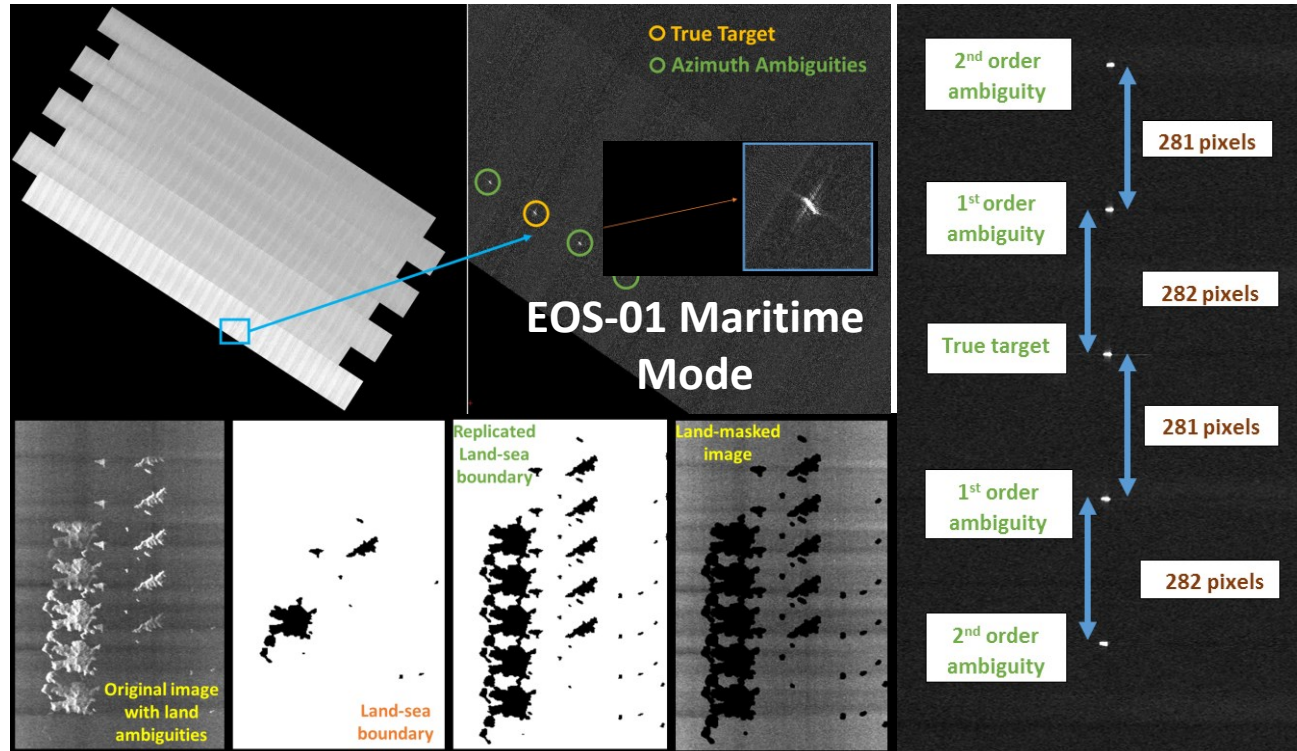 True Target
Azimuth Ambiguities
EOS-01 Maritime
Mode
Original image
with land
ambiguities
Land-sea
boundary
Replicated
Land-sea
boundary
Land-masked
image
2nd order
ambiguity
281 pixels
1st order
ambiguity
282 pixels
True target
281 pixels
1st order
ambiguity
282 pixels
2nd order
ambiguity